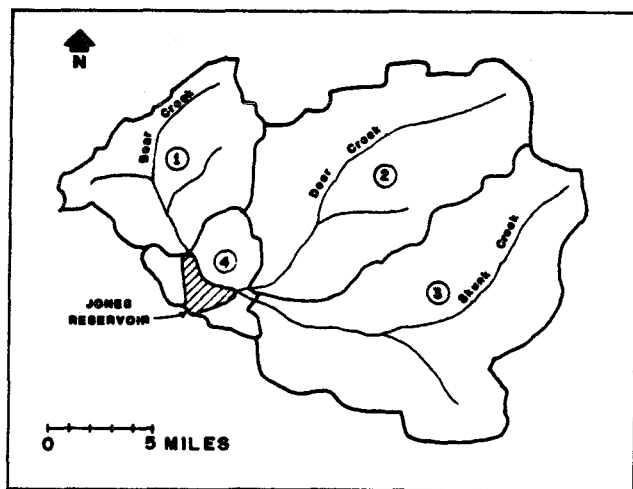 N
Bear Creek
1
Deer Creek
2
Skunk Creek
3
4
JONES
RESERVOIR
0 5 MILES